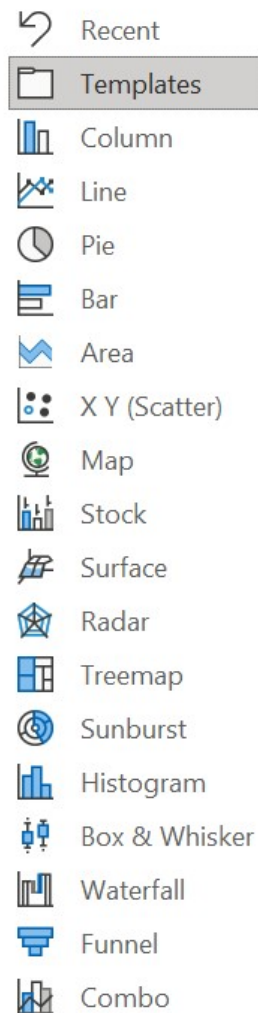 Recent
Templates
Column
Line
Pie
Bar
Area
X Y (Scatter)
Map
Stock
Surface
Radar
Treemap
Sunburst
Histogram
Box & Whisker
Waterfall
Funnel
Combo